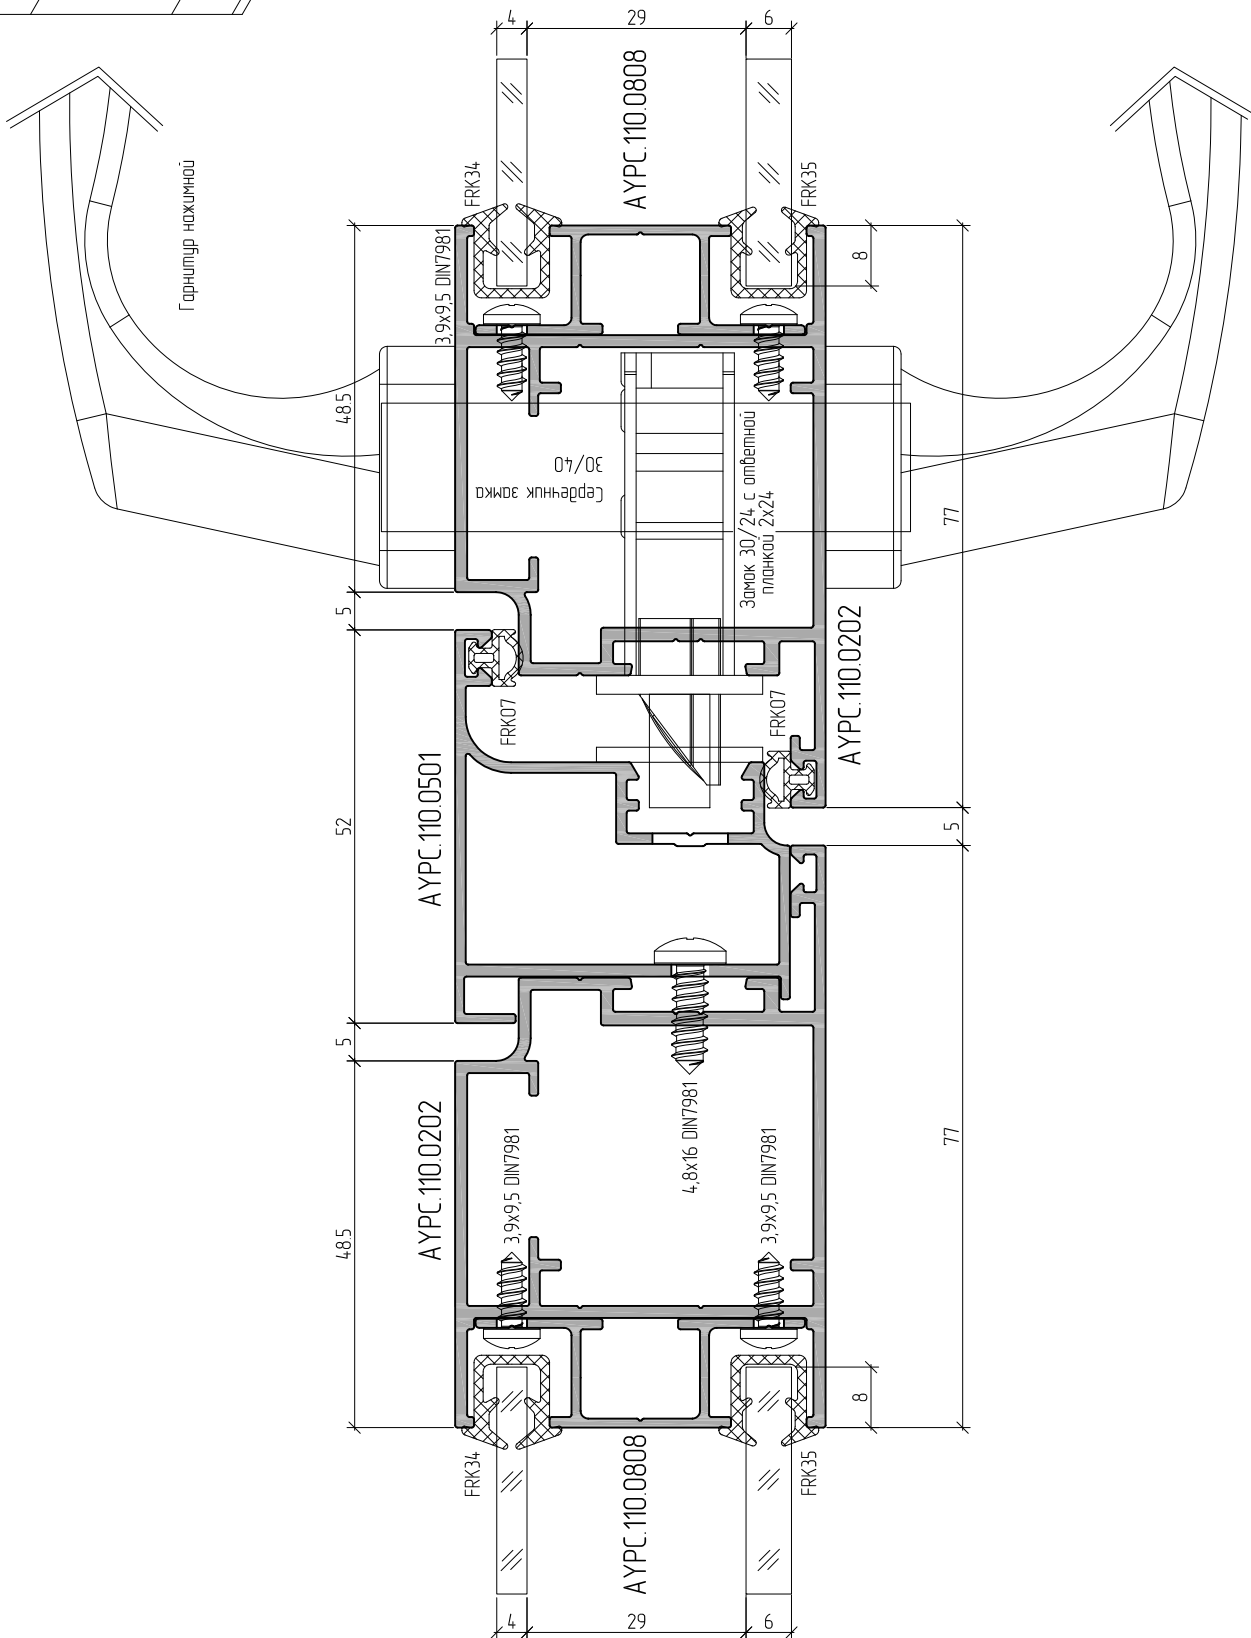 4
29
6
AYPC.110.0808
Гарнитур нажимной
FRK34
FRK35
3,9x9,5 DIN7981
8
48.5
Сердечник замка
30/40
Замок 30/24 с ответной
планкой 2x24
77
5
AYPC.110.0202
FRK07
FRK07
AYPC.110.0501
52
5
5
4,8x16 DIN7981
AYPC.110.0202
3,9x9,5 DIN7981
3,9x9,5 DIN7981
77
48.5
8
FRK34
FRK35
AYPC.110.0808
4
29
6